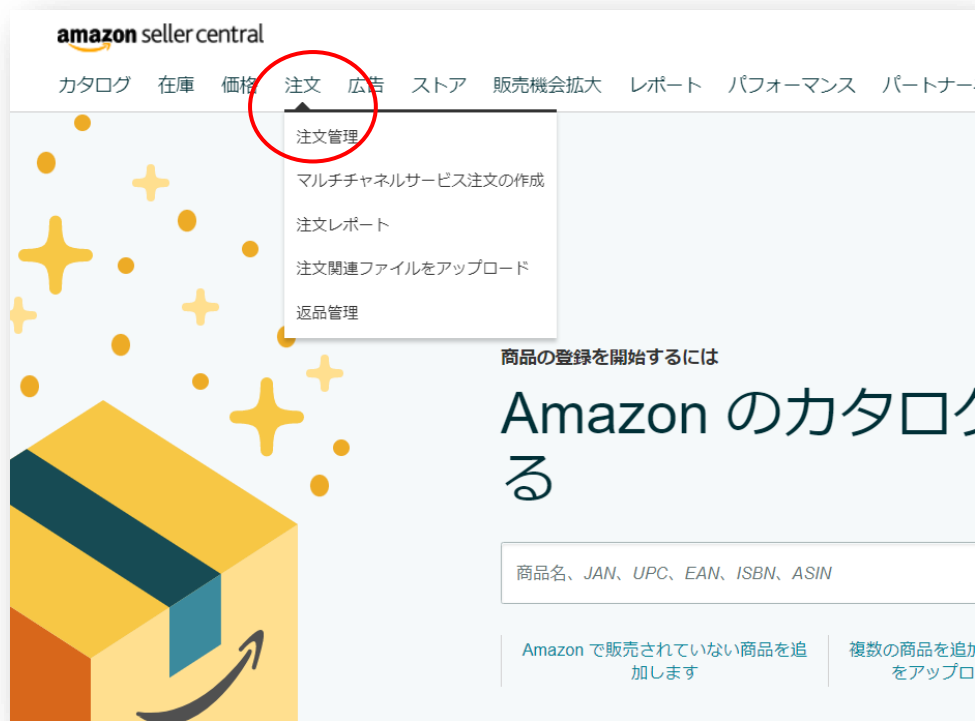 amazon seller central
カタログ 在庫 価格 注文 広告 ストア 販売機会拡大 レポート パフォーマンス パートナー
注文管理
マルチチャネルサービス注文の作成
注文レポート
注文関連ファイルをアップロード
返品管理
商品の登録を開始するには
Amazon のカタログ
る
商品名、JAN、UPC、EAN、ISBN、ASIN
Amazon で販売されていない商品を追
加します
複数の商品を追加
をアップロ